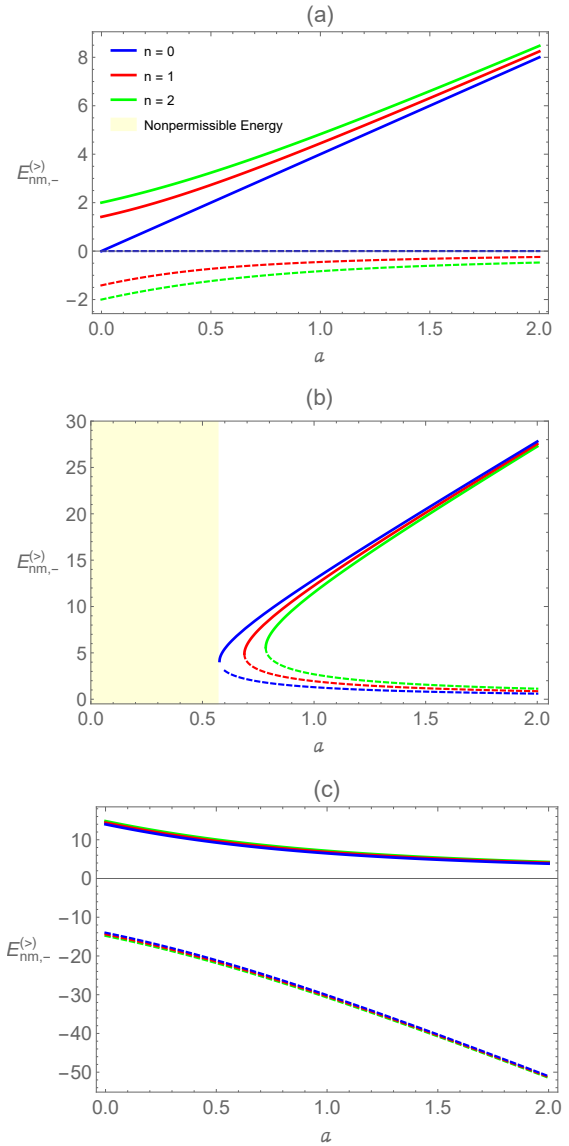 (a)
8
6
4
2
0
−2
E_{nm,−}^{(>)}
n = 0
n = 1
n = 2
Nonpermissible Energy
0.0 0.5 1.0 1.5 2.0
a
(b)
30
25
20
15
10
5
0
E_{nm,−}^{(>)}
0.0 0.5 1.0 1.5 2.0
a
(c)
10
0
−10
−20
−30
−40
−50
E_{nm,−}^{(>)}
0.0 0.5 1.0 1.5 2.0
a